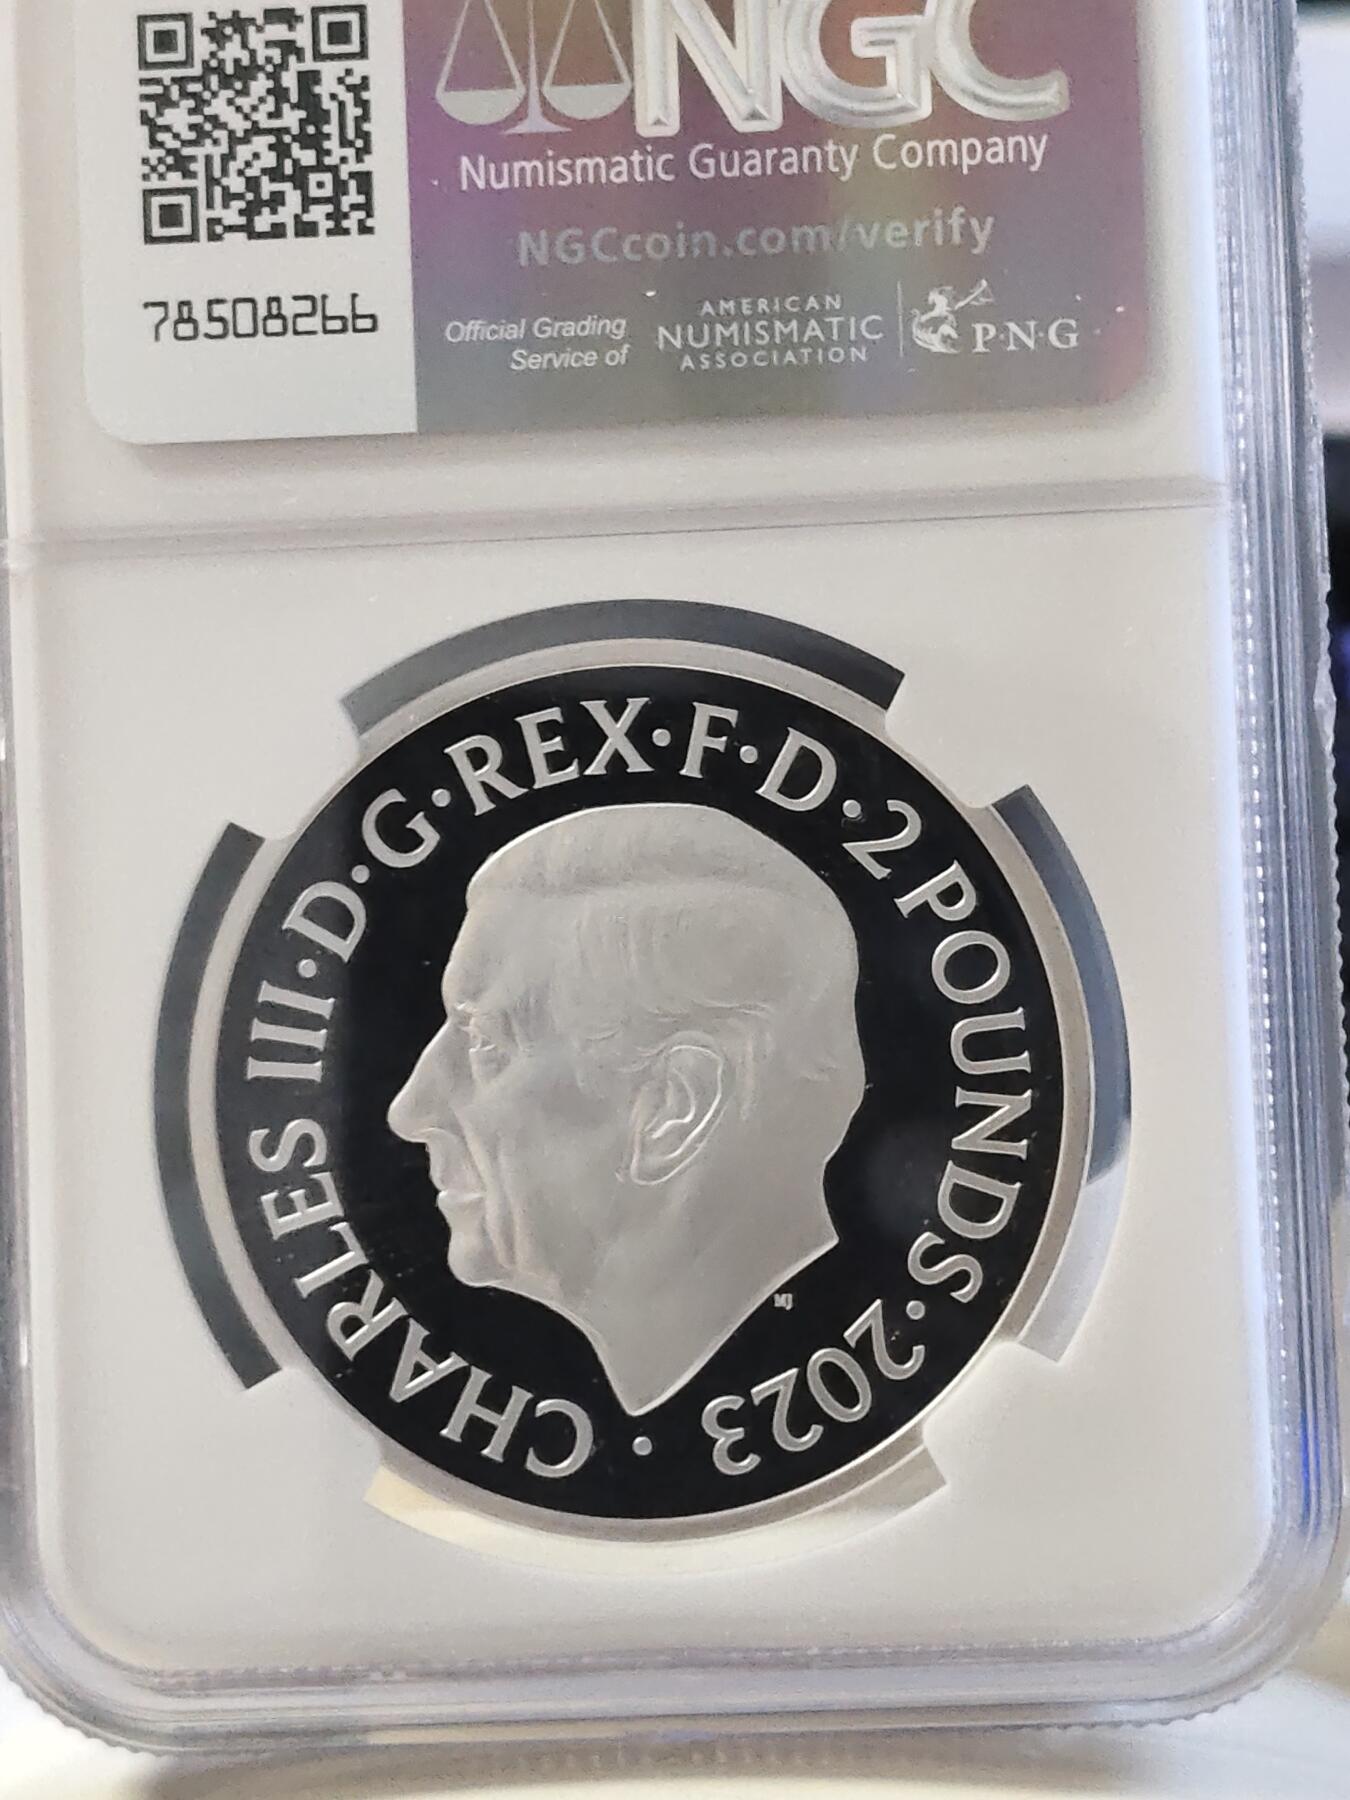 NGC
Numismatic Guaranty Company
NGCcoin.com/verify
78508266
Official Grading
Service of
AMERICAN
NUMISMATIC
ASSOCIATION
P·N·G
CHARLES III·D·G·REX·F·D·2 POUNDS·2023·
MJ